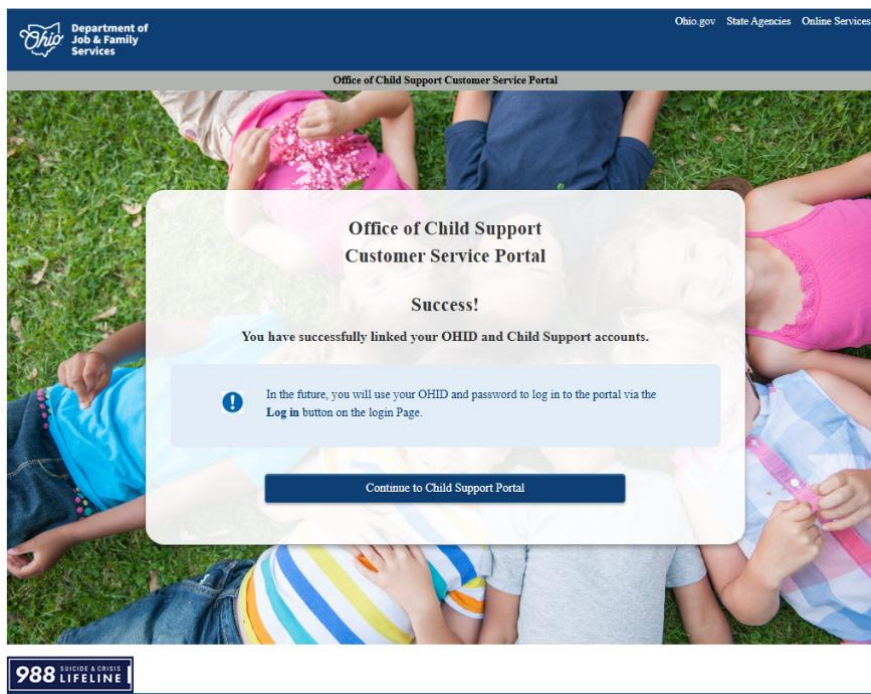 Ohio.gov State Agencies Online Services
Ohio
Department of
Job & Family
Services
Office of Child Support Customer Service Portal
Office of Child Support
Customer Service Portal
Success!
You have successfully linked your OHID and Child Support accounts.
In the future, you will use your OHID and password to log in to the portal via the
Log in button on the login Page.
Continue to Child Support Portal
988 SUICIDE & CRISIS
LIFELINE